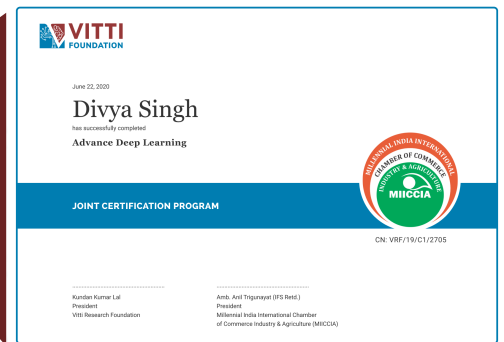 VITTI
FOUNDATION
June 22, 2020
Divya Singh
has successfully completed
Advance Deep Learning
MILLENNIAL INDIA INTERNATIONAL
CHAMBER OF COMMERCE
INDUSTRY & AGRICULTURE
MIICCIA
JOINT CERTIFICATION PROGRAM
CN: VRF/19/C1/2705
Kundan Kumar Lal
President
Vitti Research Foundation
Amb. Anil Trigunayat (IFS Retd.)
President
Millennial India International Chamber
of Commerce Industry & Agriculture (MIICCIA)